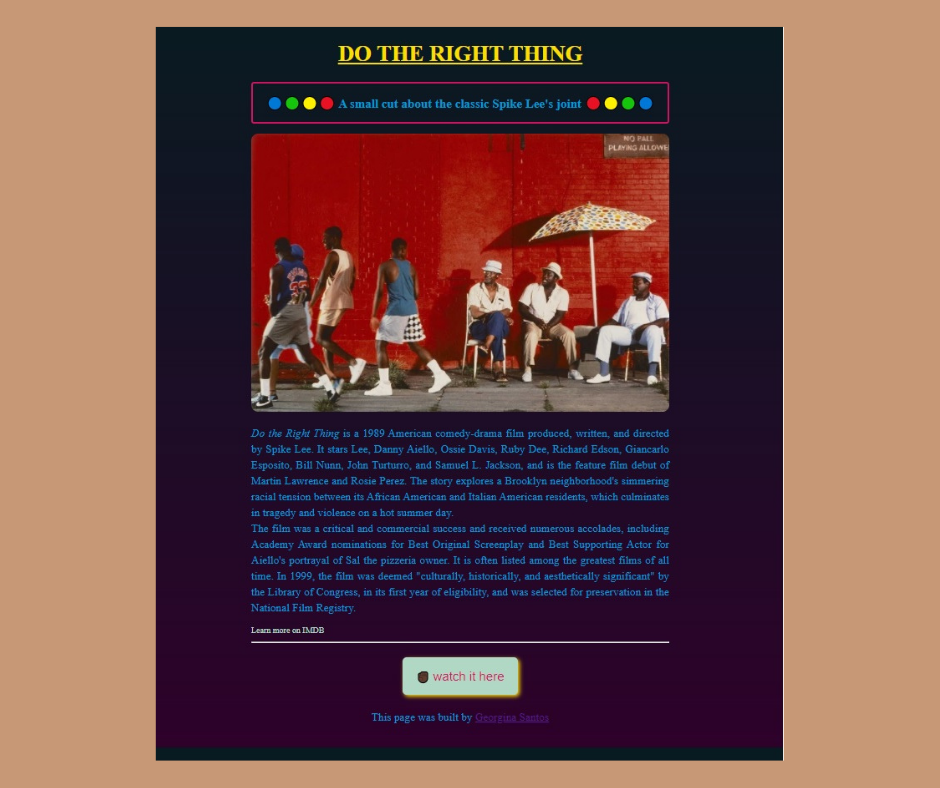 DO THE RIGHT THING
A small cut about the classic Spike Lee's joint
NO BALL
PLAYING ALLOWE
Do the Right Thing is a 1989 American comedy-drama film produced, written, and directed
by Spike Lee. It stars Lee, Danny Aiello, Ossie Davis, Ruby Dee, Richard Edson, Giancarlo
Esposito, Bill Nunn, John Turturro, and Samuel L. Jackson, and is the feature film debut of
Martin Lawrence and Rosie Perez. The story explores a Brooklyn neighborhood's simmering
racial tension between its African American and Italian American residents, which culminates
in tragedy and violence on a hot summer day.
The film was a critical and commercial success and received numerous accolades, including
Academy Award nominations for Best Original Screenplay and Best Supporting Actor for
Aiello's portrayal of Sal the pizzeria owner. It is often listed among the greatest films of all
time. In 1999, the film was deemed "culturally, historically, and aesthetically significant" by
the Library of Congress, in its first year of eligibility, and was selected for preservation in the
National Film Registry.
Learn more on IMDB
watch it here
This page was built by Georgina Santos